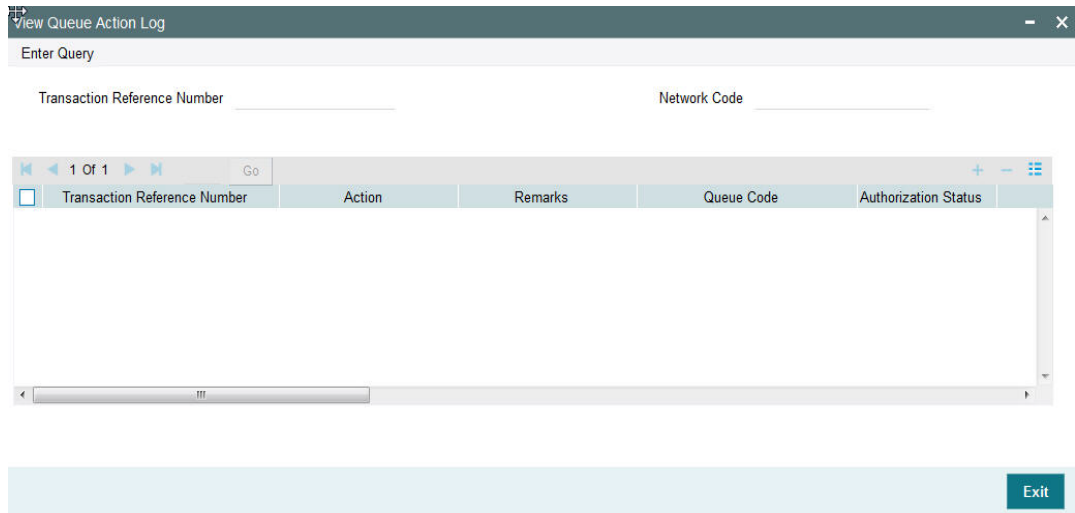 View Queue Action Log
Enter Query
Transaction Reference Number
Network Code
1 Of 1
Go
Transaction Reference Number Action Remarks Queue Code Authorization Status
Exit